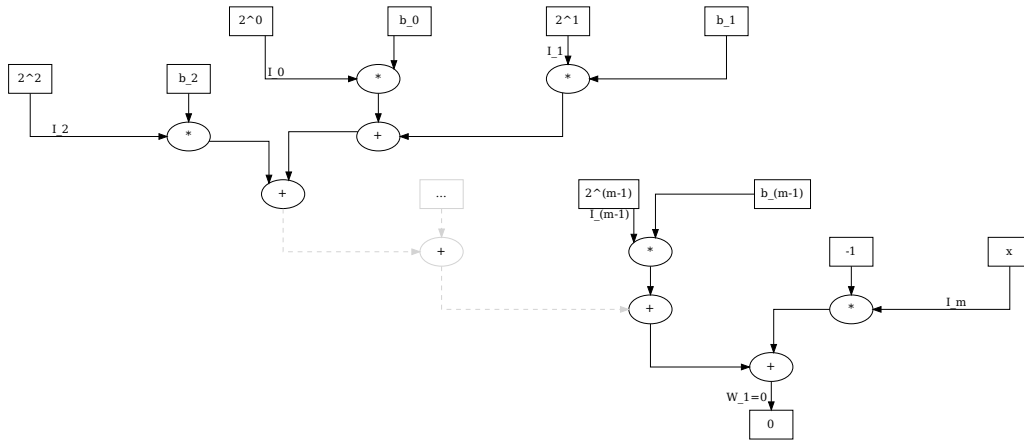 2^0
b_0
2^1
b_1
I_1
2^2
b_2
I_0
*
*
I_2
*
+
+
...
2^(m-1)
b_(m-1)
I_(m-1)
+
*
-1
x
+
*
I_m
+
W_1=0
0